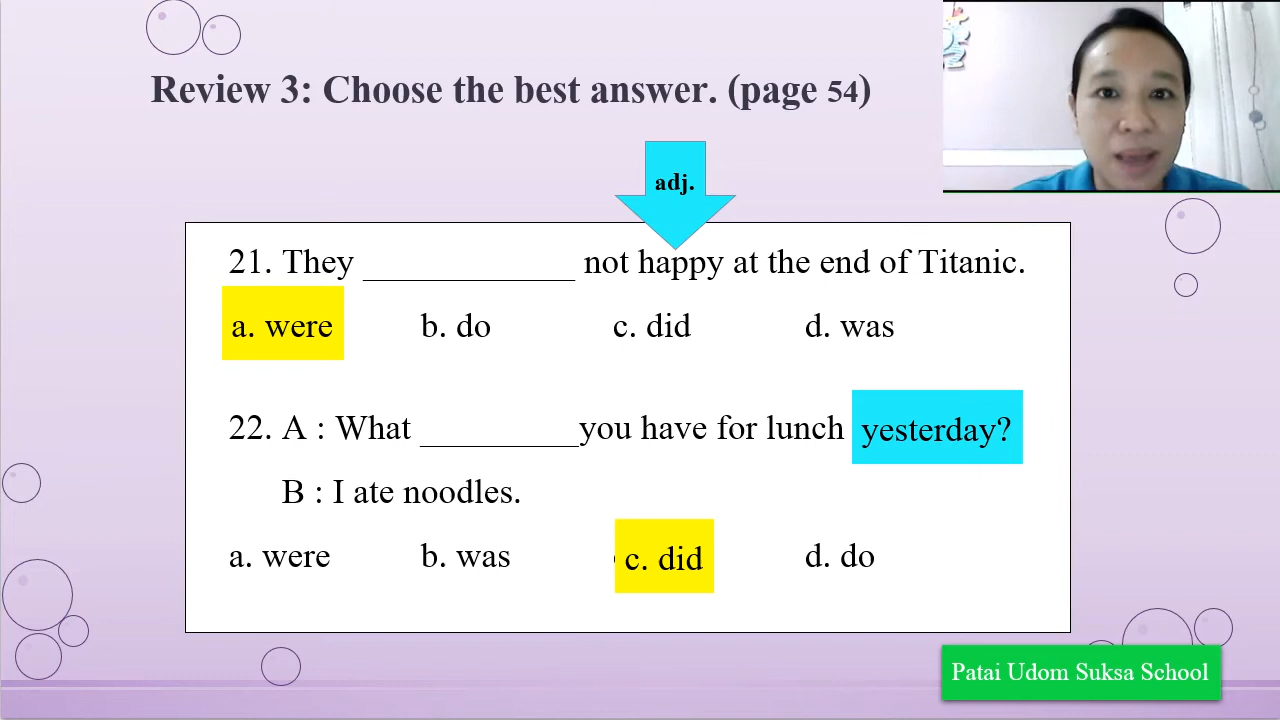 Review 3: Choose the best answer. (page 54)
adj.
21. They ____________ not happy at the end of Titanic.
a. were b. do c. did d. was
22. A : What _________you have for lunch yesterday?
B : I ate noodles.
a. were b. was c. did d. do
Patai Udom Suksa School